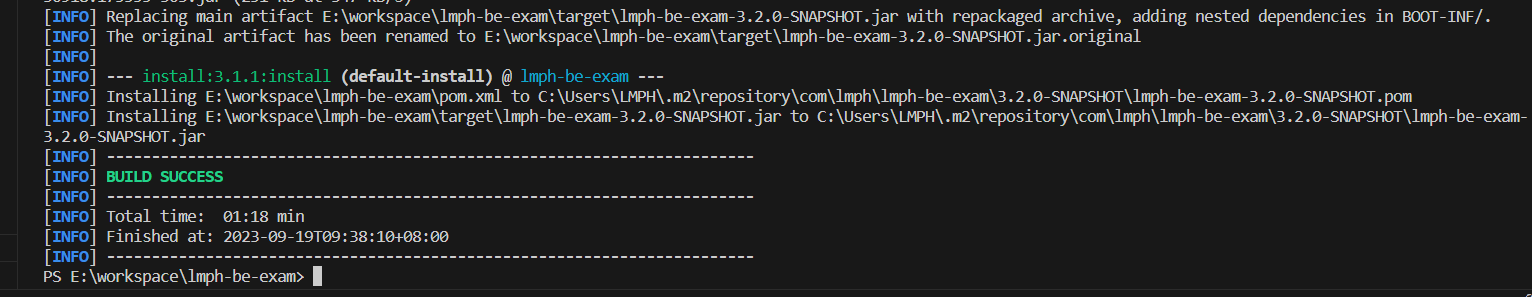 [INFO] Replacing main artifact E:\workspace\lmph-be-exam\target\lmph-be-exam-3.2.0-SNAPSHOT.jar with repackaged archive, adding nested dependencies in BOOT-INF/.
[INFO] The original artifact has been renamed to E:\workspace\lmph-be-exam\target\lmph-be-exam-3.2.0-SNAPSHOT.jar.original
[INFO]
[INFO] --- install:3.1.1:install (default-install) @ lmph-be-exam ---
[INFO] Installing E:\workspace\lmph-be-exam\pom.xml to C:\Users\LMPH\.m2\repository\com\lmph\lmph-be-exam\3.2.0-SNAPSHOT\lmph-be-exam-3.2.0-SNAPSHOT.pom
[INFO] Installing E:\workspace\lmph-be-exam\target\lmph-be-exam-3.2.0-SNAPSHOT.jar to C:\Users\LMPH\.m2\repository\com\lmph\lmph-be-exam\3.2.0-SNAPSHOT\lmph-be-exam-
3.2.0-SNAPSHOT.jar
[INFO] ------------------------------------------------------------------------
[INFO] BUILD SUCCESS
[INFO] ------------------------------------------------------------------------
[INFO] Total time:  01:18 min
[INFO] Finished at: 2023-09-19T09:38:10+08:00
[INFO] ------------------------------------------------------------------------
PS E:\workspace\lmph-be-exam>